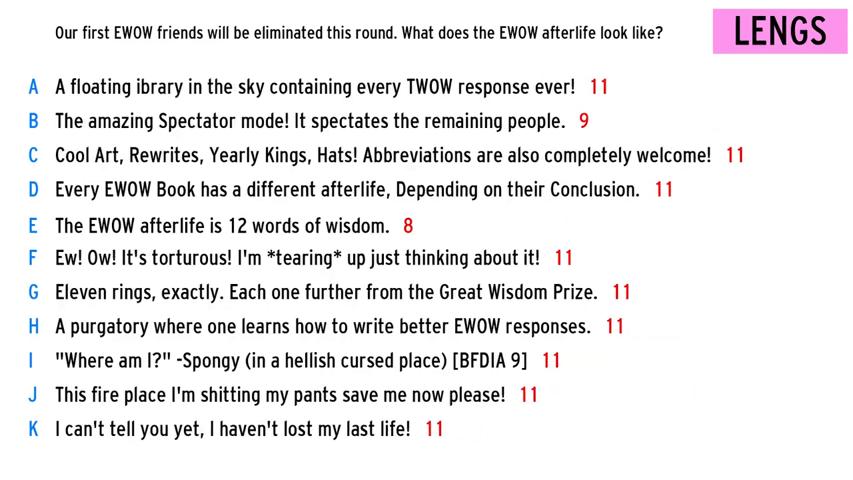 Our first EWOW friends will be eliminated this round. What does the EWOW afterlife look like?
LENGS
A A floating ibrary in the sky containing every TWOW response ever! 11
B The amazing Spectator mode! It spectates the remaining people. 9
C Cool Art, Rewrites, Yearly Kings, Hats! Abbreviations are also completely welcome! 11
D Every EWOW Book has a different afterlife, Depending on their Conclusion. 11
E The EWOW afterlife is 12 words of wisdom. 8
F Ew! Ow! It's torturous! I'm *tearing* up just thinking about it! 11
G Eleven rings, exactly. Each one further from the Great Wisdom Prize. 11
H A purgatory where one learns how to write better EWOW responses. 11
I "Where am I?" -Spongy (in a hellish cursed place) [BFDIA 9] 11
J This fire place I'm shitting my pants save me now please! 11
K I can't tell you yet, I haven't lost my last life! 11